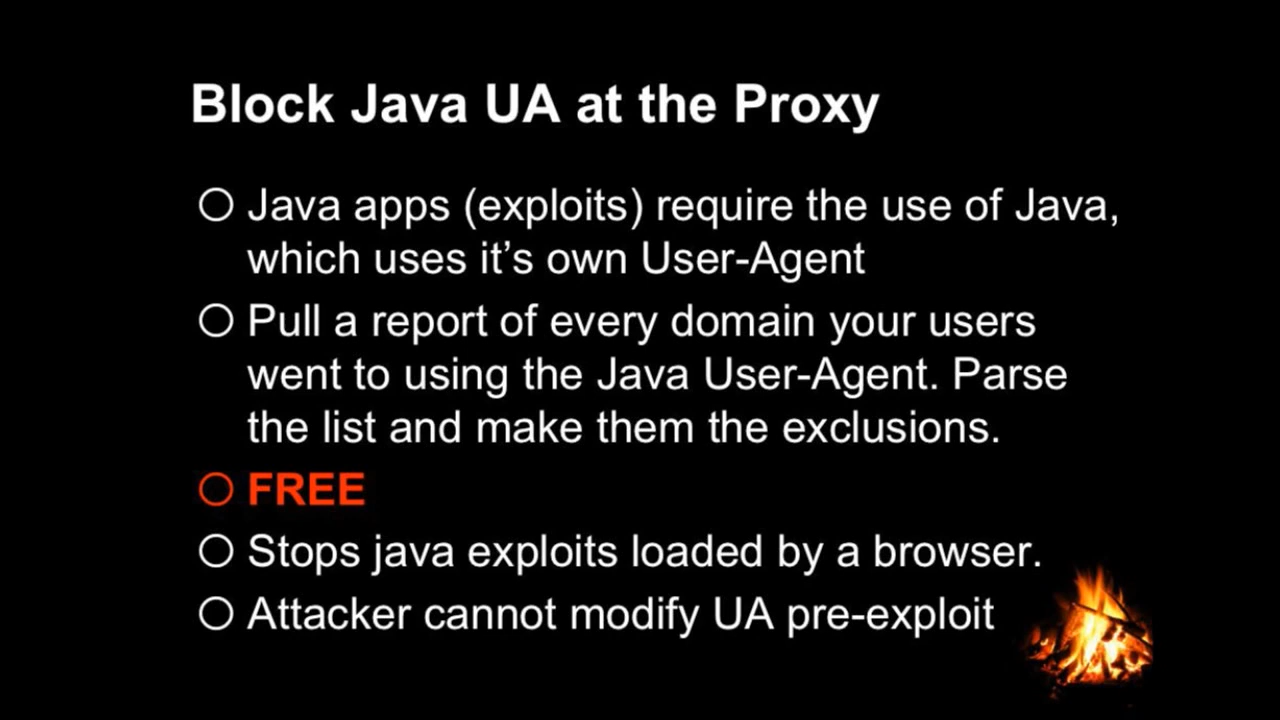 Block Java UA at the Proxy
Java apps (exploits) require the use of Java,
which uses it’s own User-Agent
Pull a report of every domain your users
went to using the Java User-Agent. Parse
the list and make them the exclusions.
FREE
Stops java exploits loaded by a browser.
Attacker cannot modify UA pre-exploit